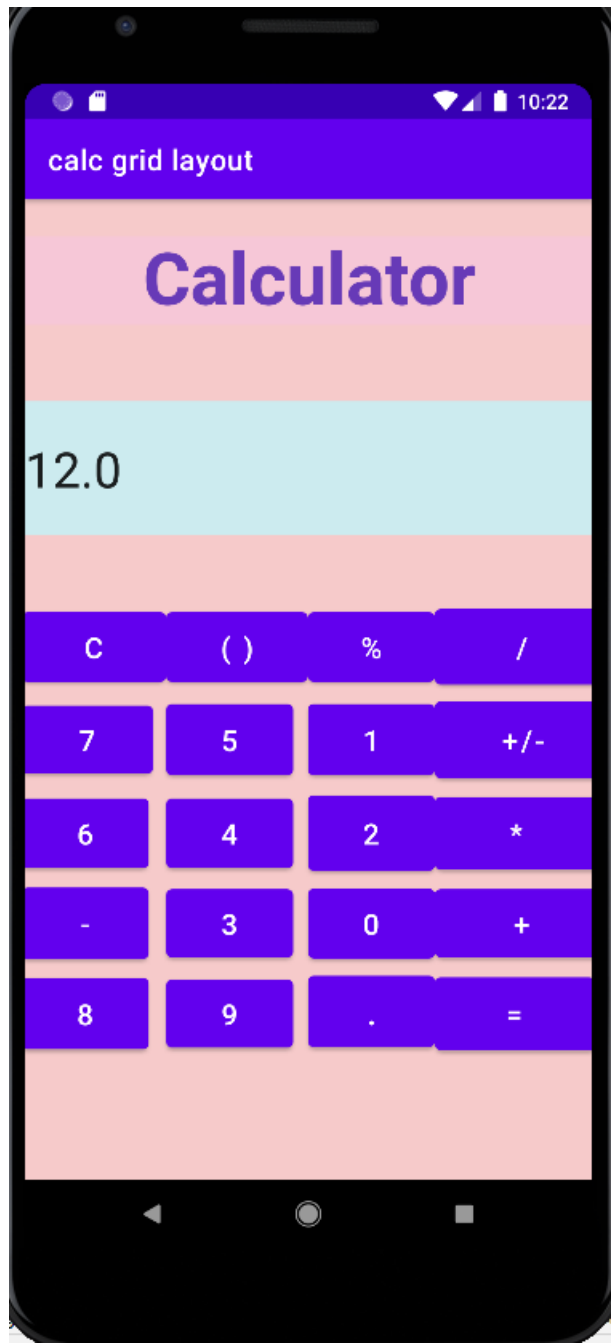 10:22
calc grid layout
Calculator
12.0
C ( ) % /
7 5 1 +/-
6 4 2 *
- 3 0 +
8 9 . =